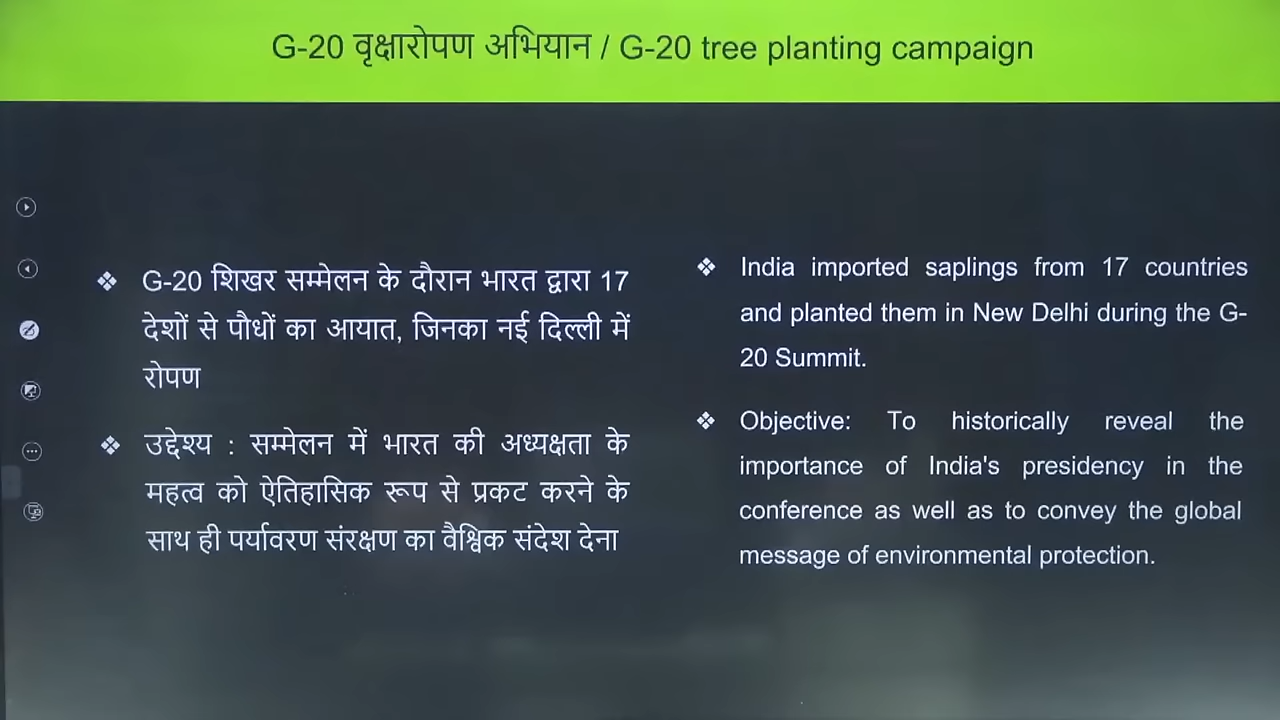 G-20 वृक्षारोपण अभियान / G-20 tree planting campaign
❖ G-20 शिखर सम्मेलन के दौरान भारत द्वारा 17
देशों से पौधों का आयात, जिनका नई दिल्ली में
रोपण
❖ उद्देश्य : सम्मेलन में भारत की अध्यक्षता के
महत्व को ऐतिहासिक रूप से प्रकट करने के
साथ ही पर्यावरण संरक्षण का वैश्विक संदेश देना
❖ India imported saplings from 17 countries
and planted them in New Delhi during the G-
20 Summit.
❖ Objective: To historically reveal the
importance of India's presidency in the
conference as well as to convey the global
message of environmental protection.